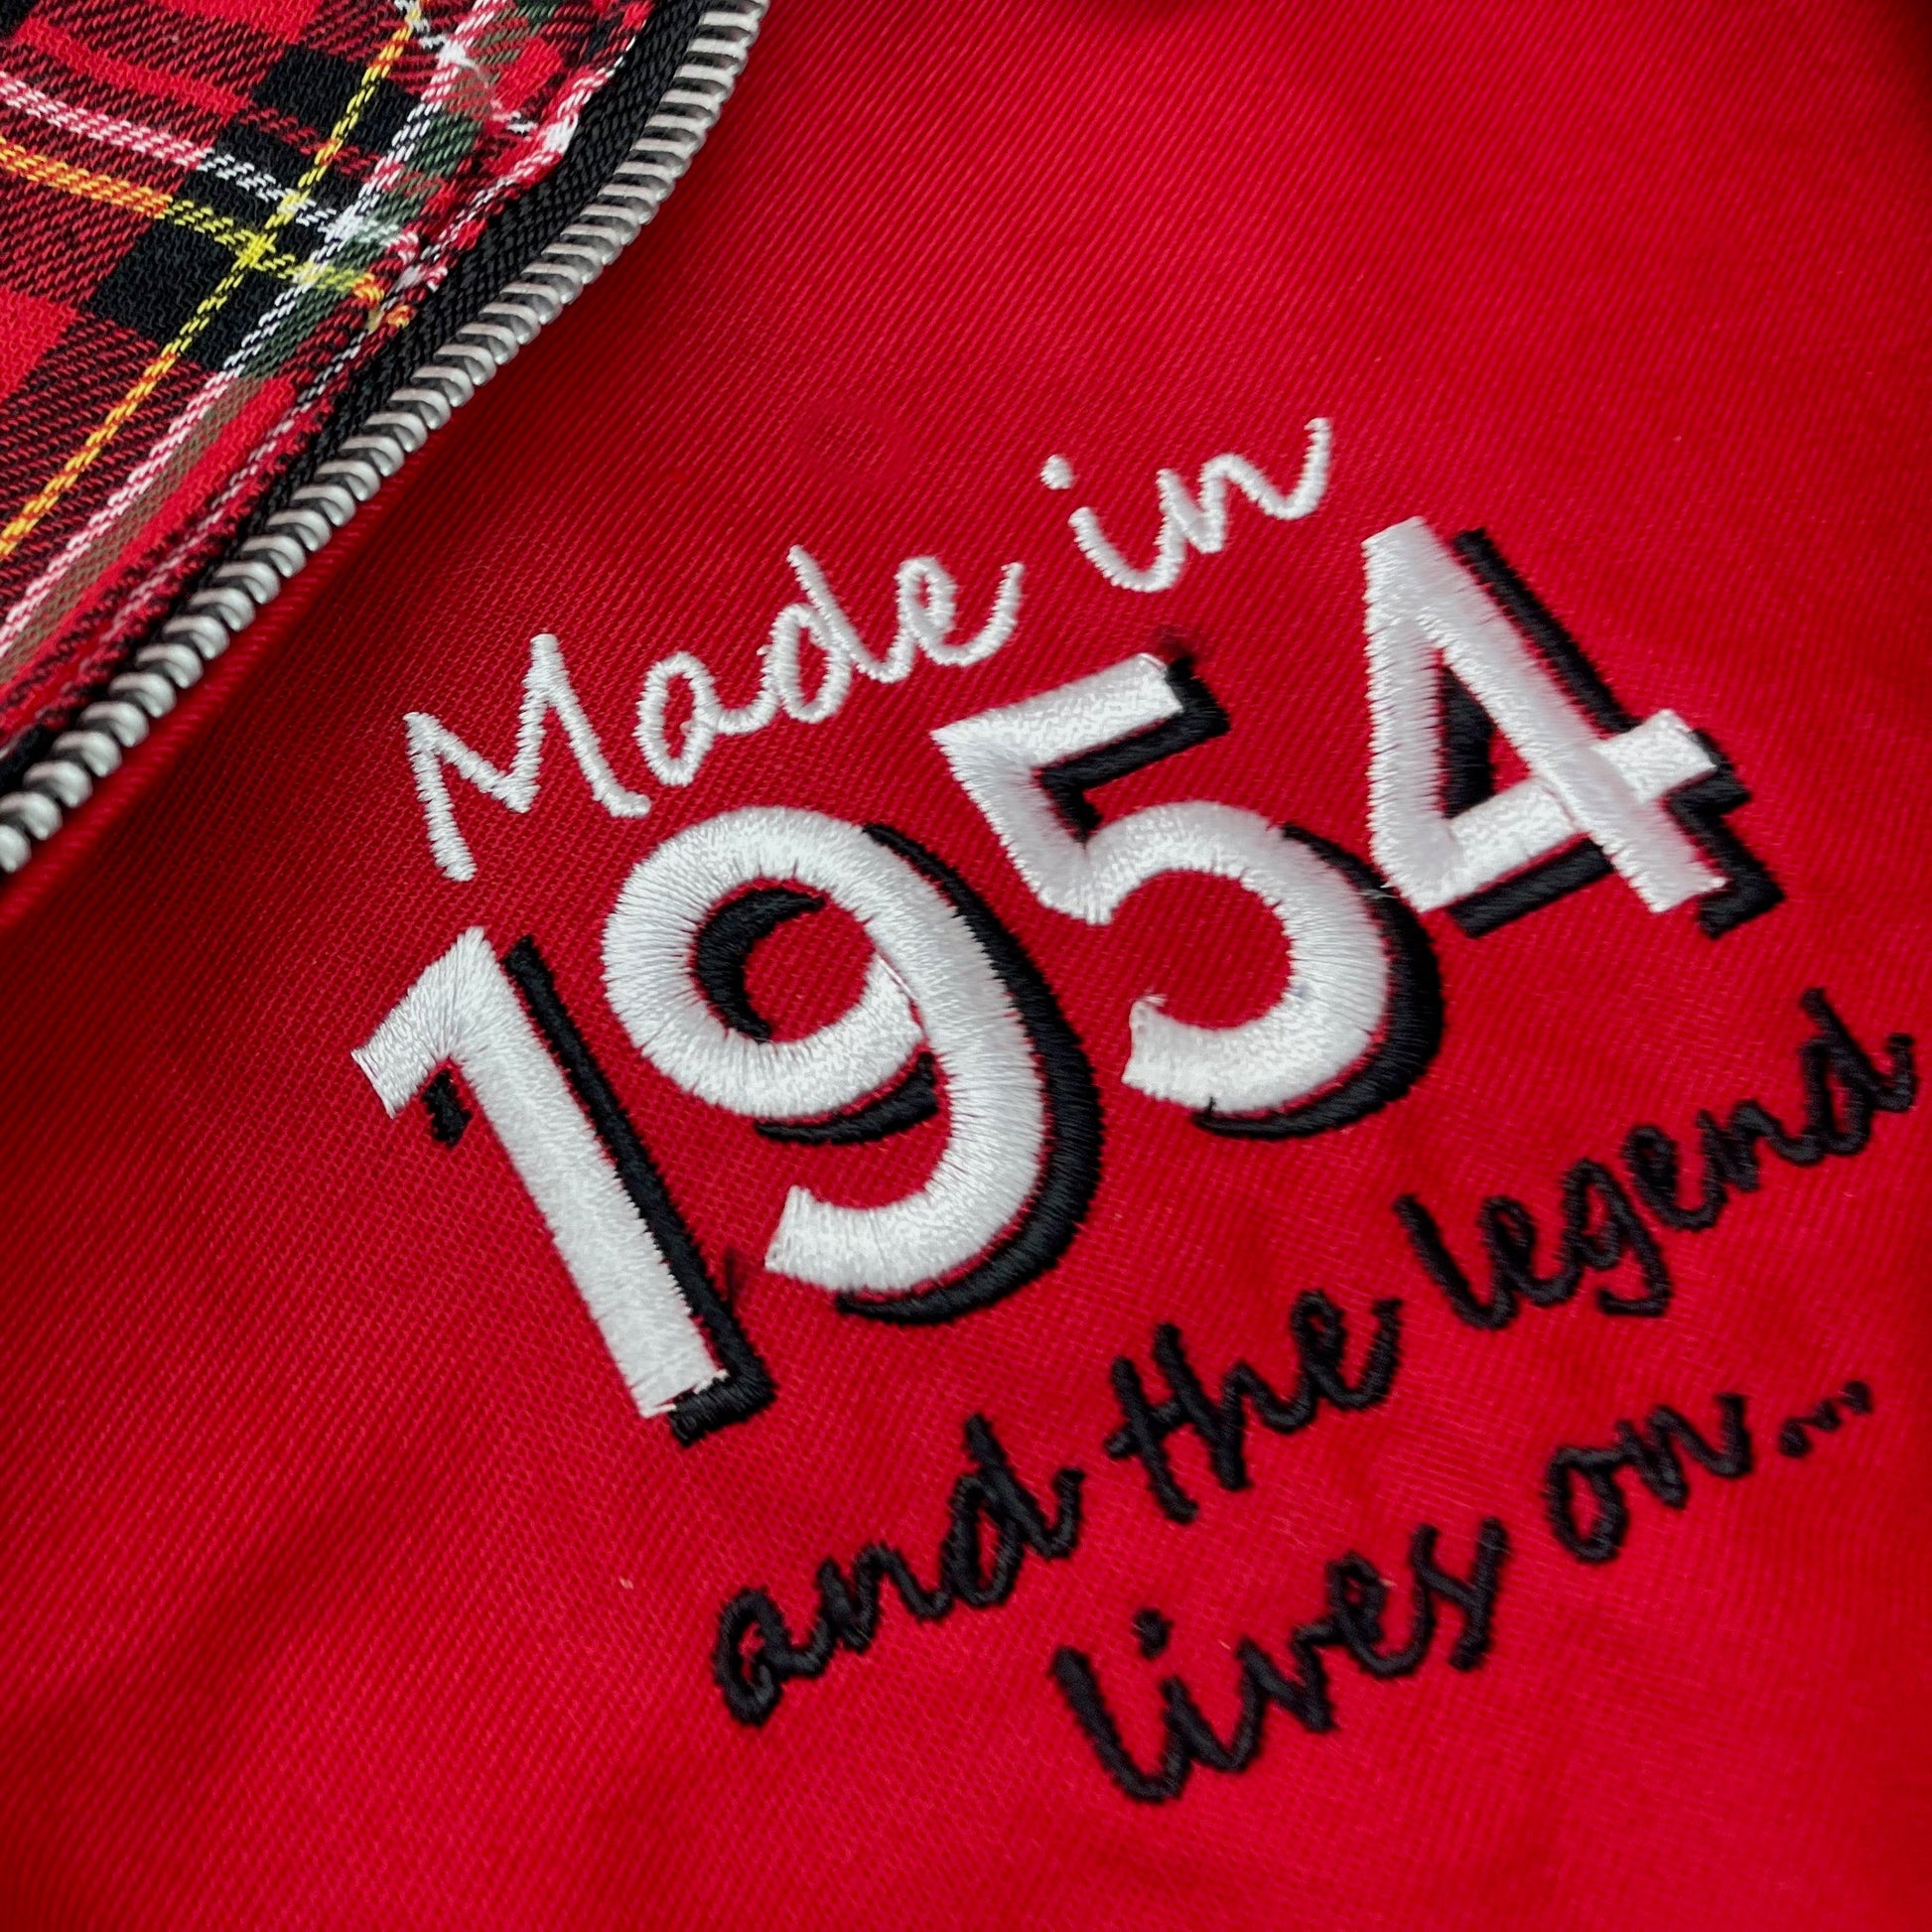 Made in
1954
and the legend
lives on...